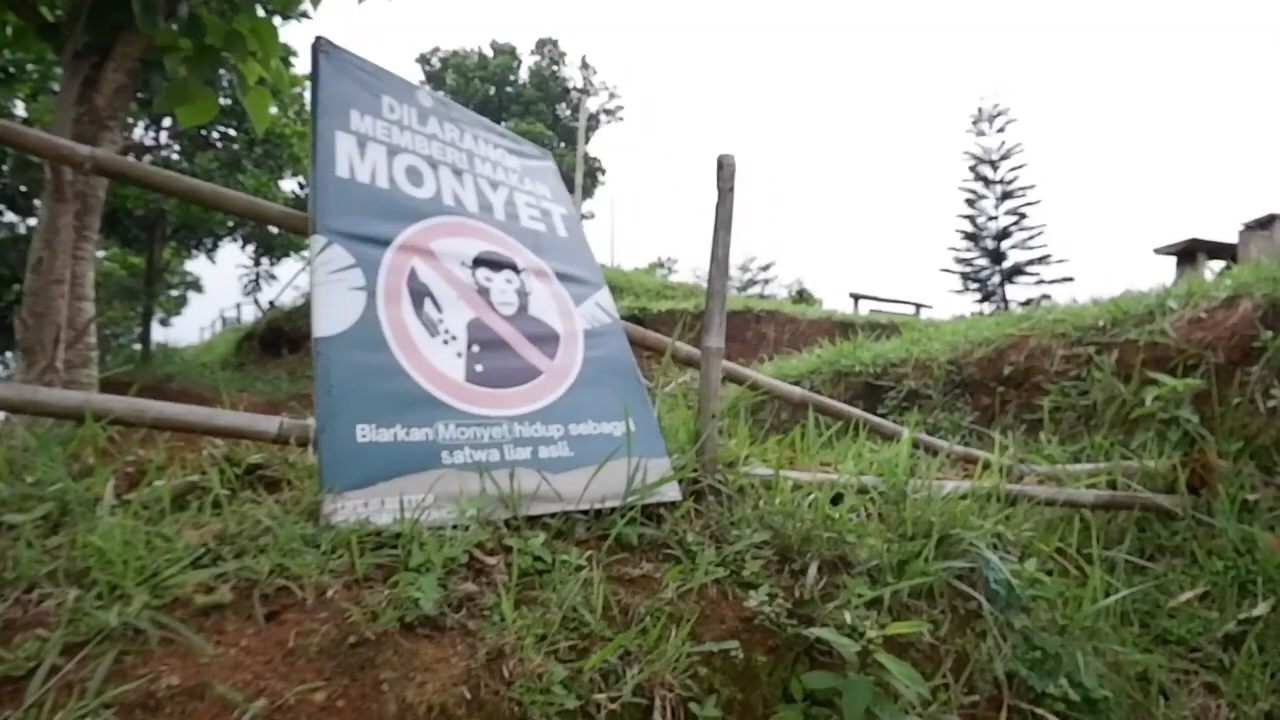 DILARANG
MEMBERI MAKAN
MONYET
Biarkan Monyet hidup sebagai
satwa liar asli.